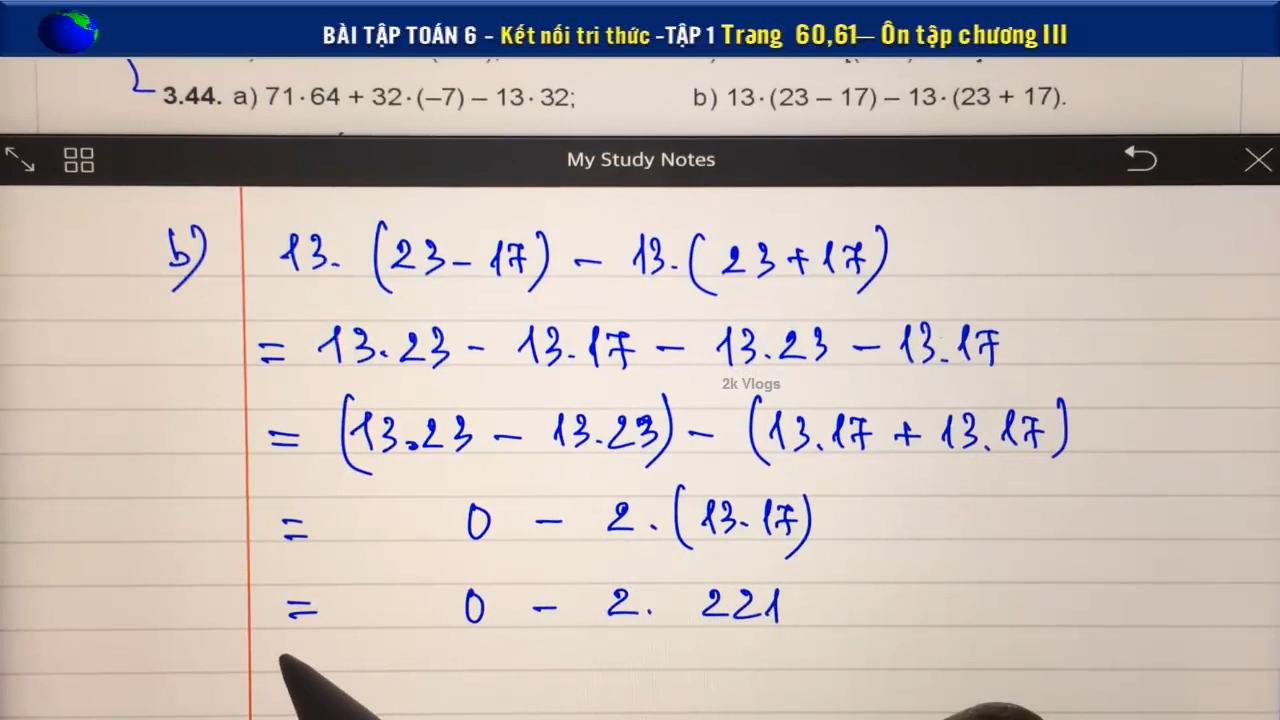 BÀI TẬP TOÁN 6 - Kết nối tri thức -TẬP 1 Trang 60,61– Ôn tập chương III
3.44. a) 71·64 + 32·(–7) – 13·32; b) 13·(23 – 17) – 13·(23 + 17).
My Study Notes
b) 13. (23 - 17) - 13. (23 + 17)
= 13.23 - 13.17 - 13.23 - 13.17
2k Vlogs
= (13.23 - 13.23) - (13.17 + 13.17)
= 0 - 2. (13.17)
= 0 - 2. 221